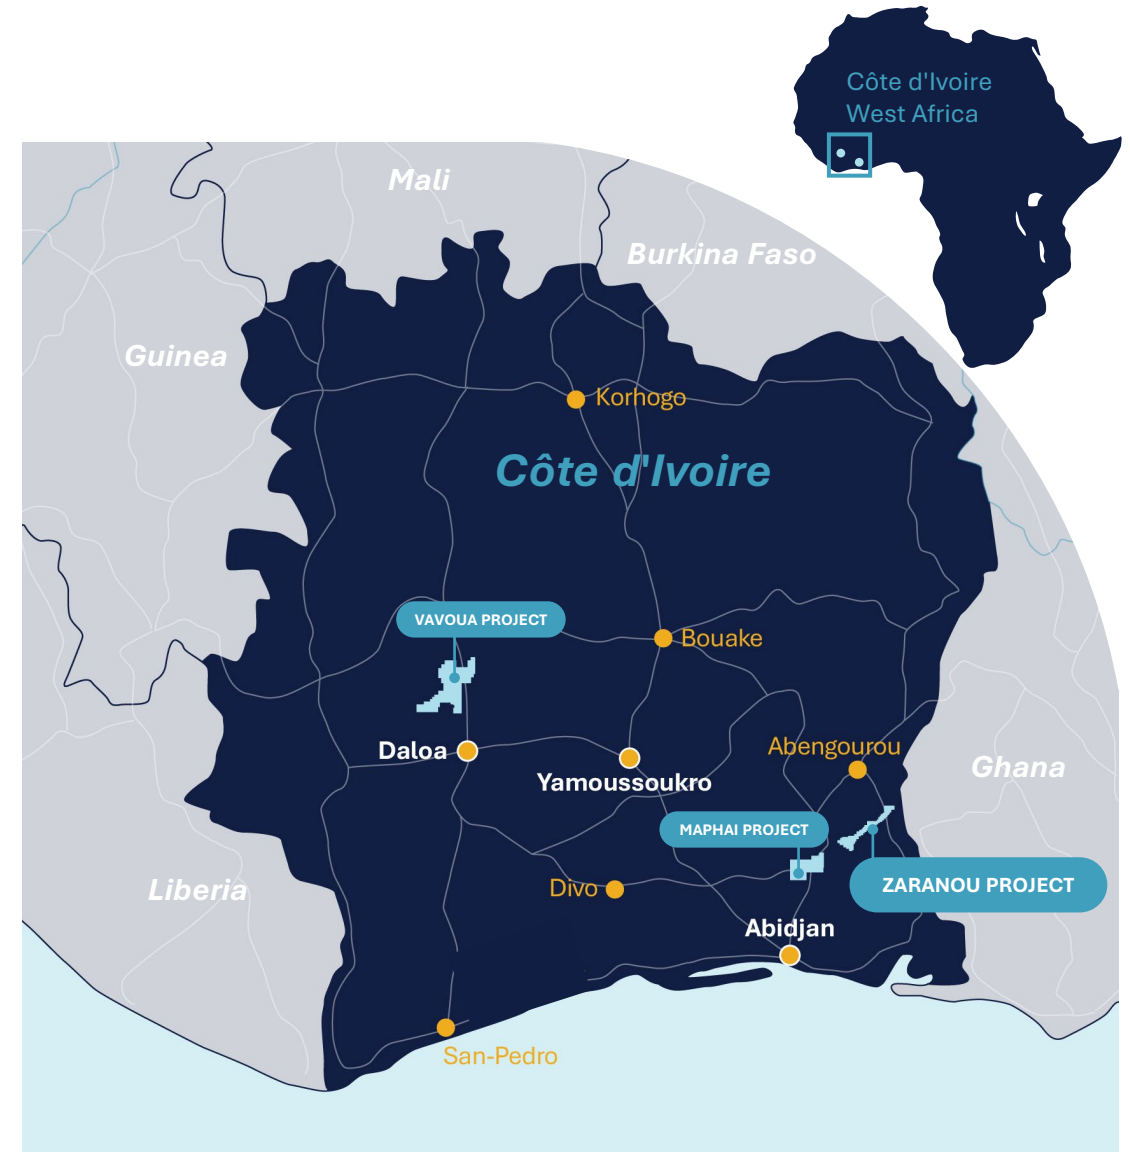 Côte d'Ivoire
West Africa
Mali
Burkina Faso
Guinea
Korhogo
Côte d'Ivoire
VAVOUA PROJECT
Bouake
Daloa
Abengourou
Yamoussoukro
Ghana
MAPHAI PROJECT
ZARANOU PROJECT
Liberia
Divo
Abidjan
San-Pedro